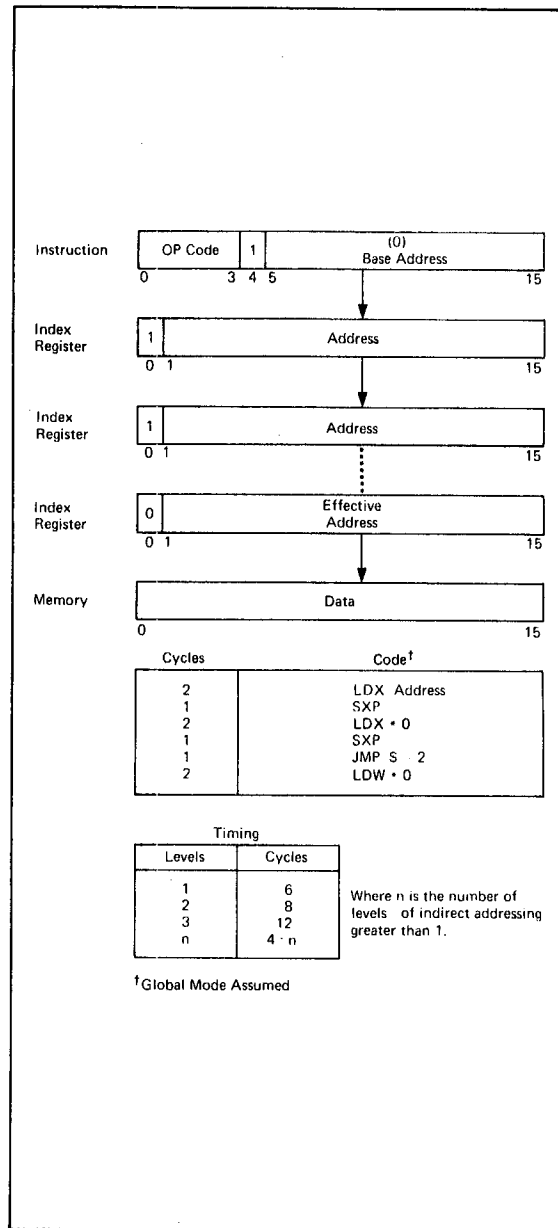 Instruction OP Code 1 (0) Base Address
0 3 4 5 15
Index Register 1 Address
0 1 15
Index Register 1 Address
0 1 15
Index Register 0 Effective Address
0 1 15
Memory Data
0 15
Cycles Code†
2 LDX Address
1 SXP
2 LDX * 0
1 SXP
1 JMP S - 2
2 LDW * 0
Timing
Levels Cycles
1 6
2 8
3 12
n 4 · n
Where n is the number of
levels of indirect addressing
greater than 1.
†Global Mode Assumed